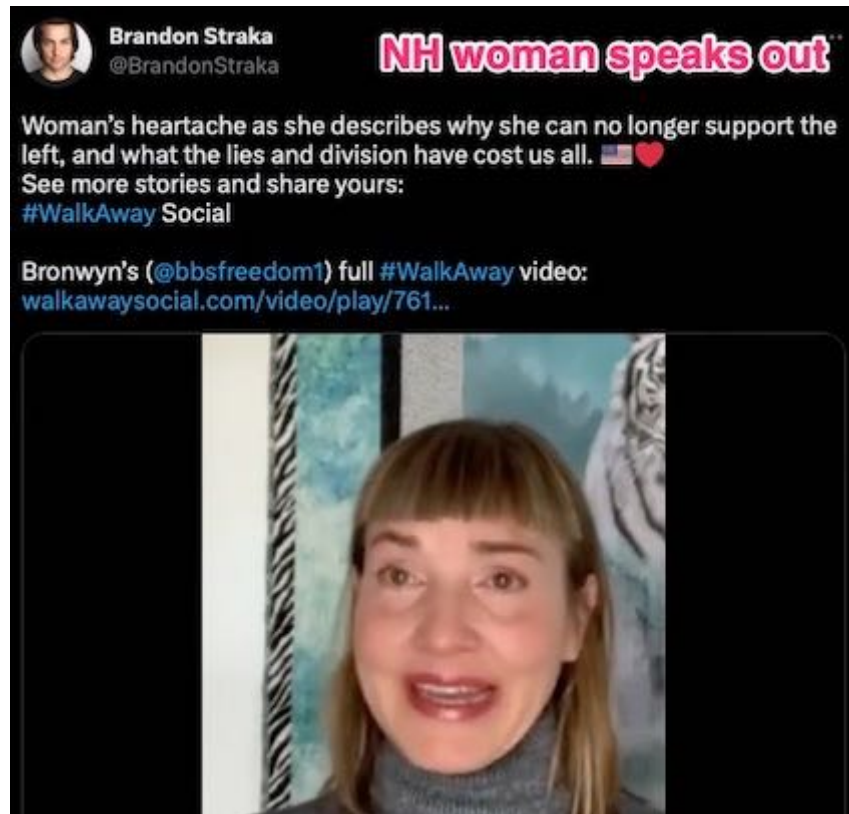 Brandon Straka
@BrandonStraka
NH woman speaks out
Woman's heartache as she describes why she can no longer support the
left, and what the lies and division have cost us all. 🇺🇸❤️
See more stories and share yours:
#WalkAway Social
Bronwyn's (@bbsfreedom1) full #WalkAway video:
walkawaysocial.com/video/play/761...